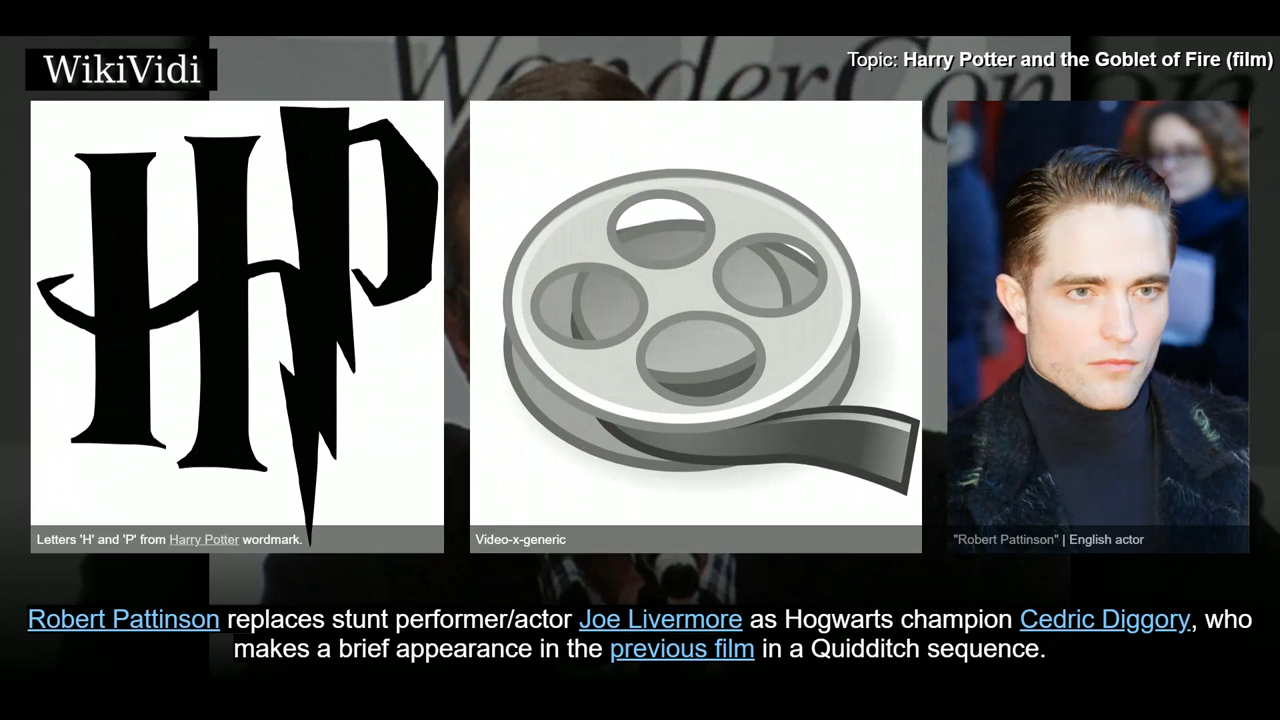 WonderCon
WikiVidi
Topic: Harry Potter and the Goblet of Fire (film)
HP
Letters 'H' and 'P' from Harry Potter wordmark.
Video-x-generic
"Robert Pattinson" | English actor
Robert Pattinson replaces stunt performer/actor Joe Livermore as Hogwarts champion Cedric Diggory, who
makes a brief appearance in the previous film in a Quidditch sequence.